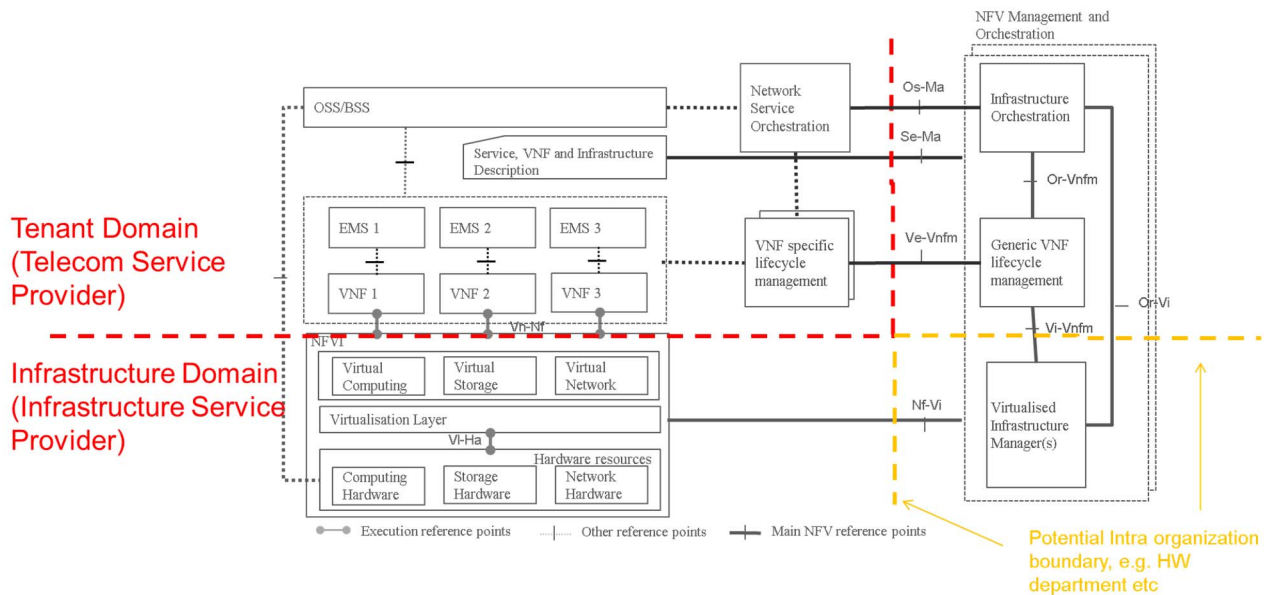 NFV Management and
Orchestration
OSS/BSS
Network
Service
Orchestration
Os-Ma
Infrastructure
Orchestration
Se-Ma
Service, VNF and Infrastructure
Description
Or-Vnfm
Tenant Domain
(Telecom Service
Provider)
EMS 1
EMS 2
EMS 3
VNF specific
lifecycle
management
Ve-Vnfm
Generic VNF
lifecycle
management
VNF 1
VNF 2
VNF 3
Or-Vi
Vn-Nf
Vi-Vnfm
NFVI
Infrastructure Domain
(Infrastructure Service
Provider)
Virtual
Computing
Virtual
Storage
Virtual
Network
Virtualisation Layer
Nf-Vi
Virtualised
Infrastructure
Manager(s)
Vl-Ha
Hardware resources
Computing
Hardware
Storage
Hardware
Network
Hardware
Execution reference points
Other reference points
Main NFV reference points
Potential Intra organization
boundary, e.g. HW
department etc